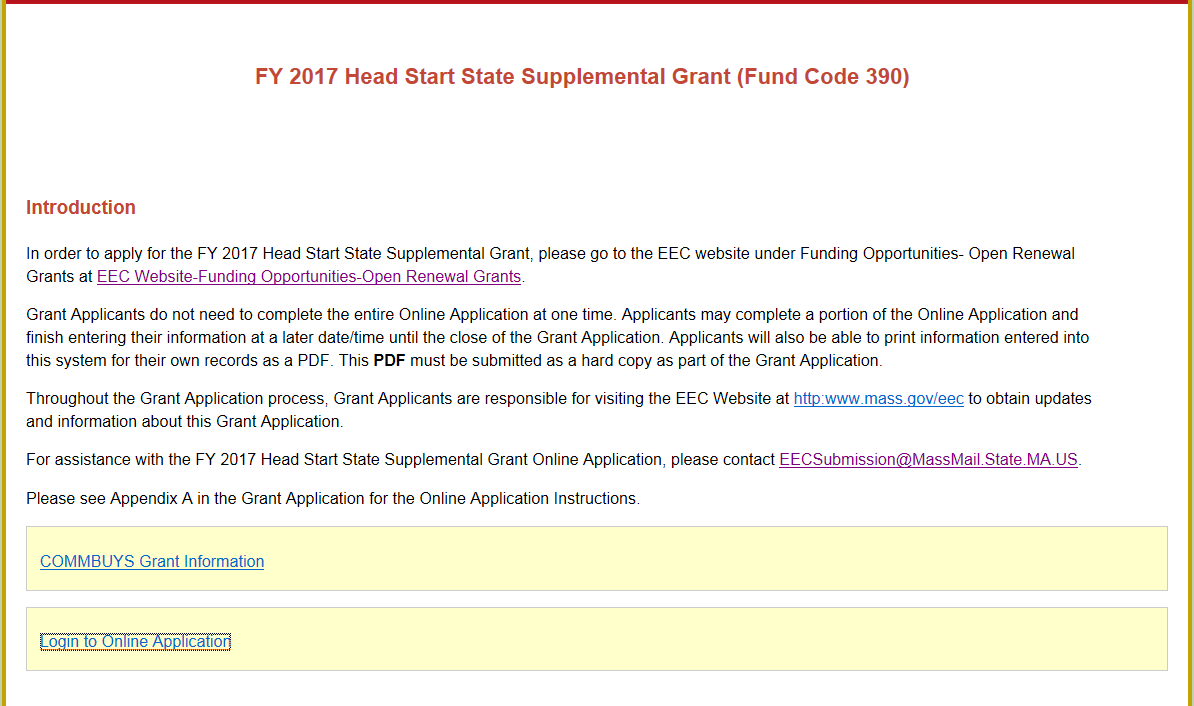 FY 2017 Head Start State Supplemental Grant (Fund Code 390)
Introduction
In order to apply for the FY 2017 Head Start State Supplemental Grant, please go to the EEC website under Funding Opportunities- Open Renewal
Grants at EEC Website-Funding Opportunities-Open Renewal Grants.
Grant Applicants do not need to complete the entire Online Application at one time. Applicants may complete a portion of the Online Application and
finish entering their information at a later date/time until the close of the Grant Application. Applicants will also be able to print information entered into
this system for their own records as a PDF. This PDF must be submitted as a hard copy as part of the Grant Application.
Throughout the Grant Application process, Grant Applicants are responsible for visiting the EEC Website at http:www.mass.gov/eec to obtain updates
and information about this Grant Application.
For assistance with the FY 2017 Head Start State Supplemental Grant Online Application, please contact EECSubmission@MassMail.State.MA.US.
Please see Appendix A in the Grant Application for the Online Application Instructions.
COMMBUYS Grant Information
Login to Online Application